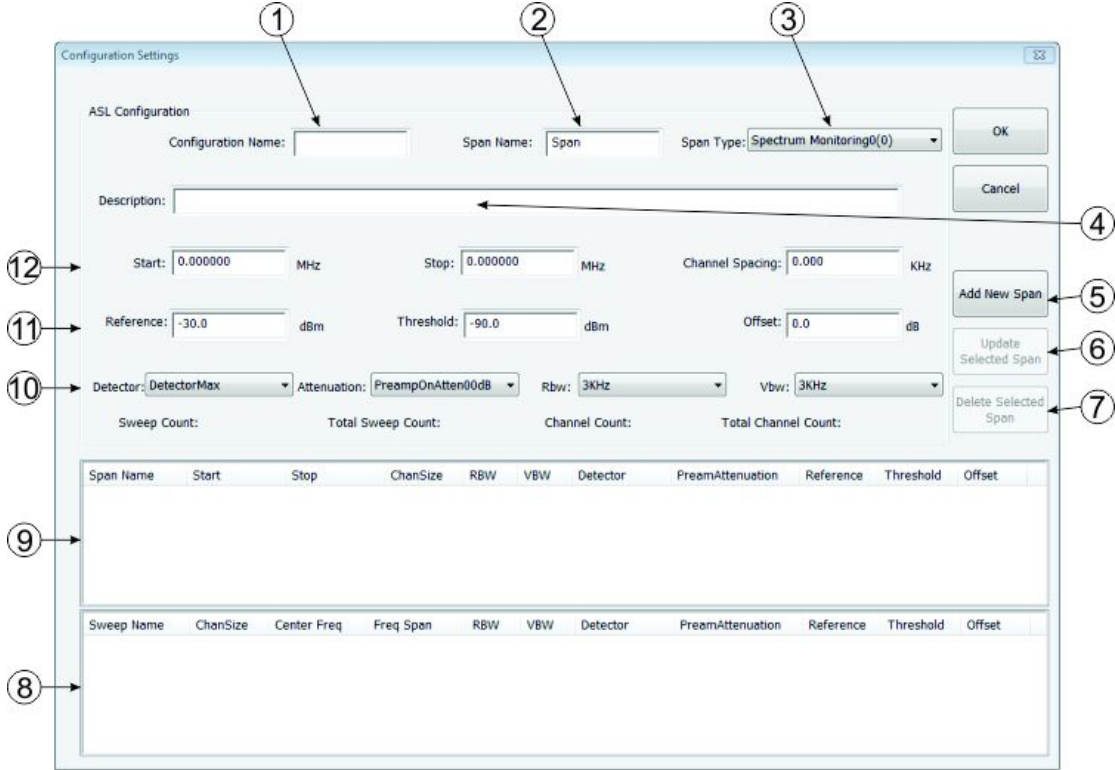 1 2 3
Configuration Settings
ASL Configuration
Configuration Name: Span Name: Span Span Type: Spectrum Monitoring0(0) OK
Description: Cancel
4
12 Start: 0.000000 MHz Stop: 0.000000 MHz Channel Spacing: 0.000 KHz
Add New Span 5
11 Reference: -30.0 dBm Threshold: -90.0 dBm Offset: 0.0 dB
Update
Selected Span 6
10 Detector: DetectorMax Attenuation: PreampOnAtten00dB Rbw: 3KHz Vbw: 3KHz
Delete Selected
Span 7
Sweep Count: Total Sweep Count: Channel Count: Total Channel Count:
Span Name Start Stop ChanSize RBW VBW Detector PreamAttenuation Reference Threshold Offset
9
Sweep Name ChanSize Center Freq Freq Span RBW VBW Detector PreamAttenuation Reference Threshold Offset
8